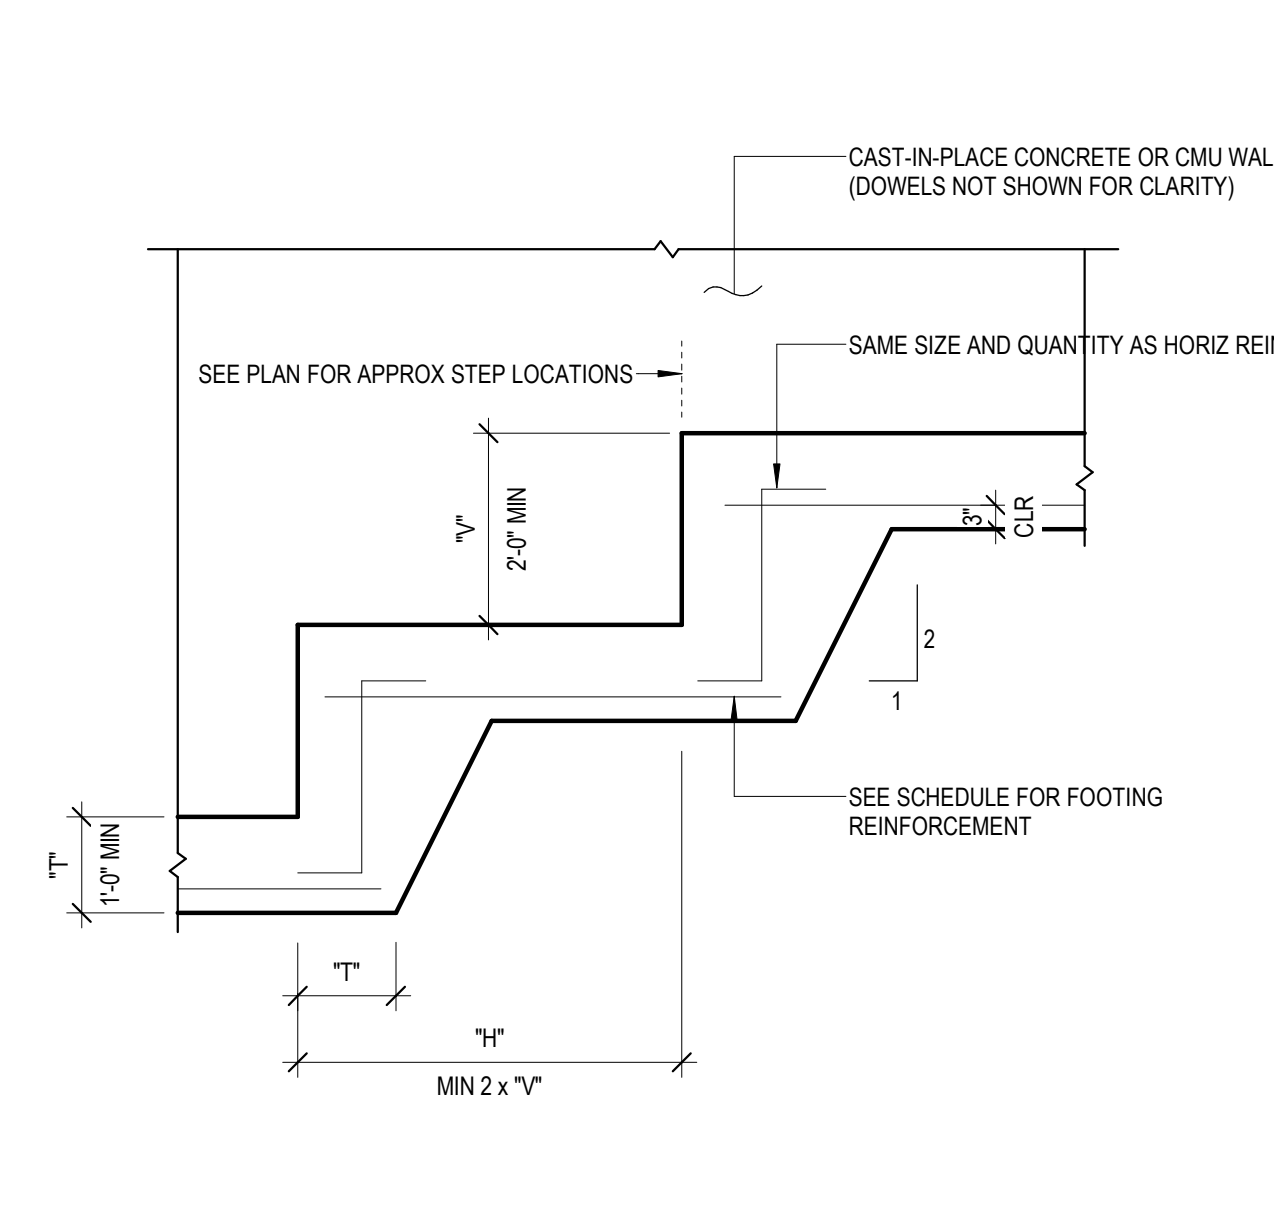 CAST-IN-PLACE CONCRETE OR CMU WAL
(DOWELS NOT SHOWN FOR CLARITY)
SAME SIZE AND QUANTITY AS HORIZ REI
SEE PLAN FOR APPROX STEP LOCATIONS
"V"
2'-0" MIN
3"
CLR
2
1
SEE SCHEDULE FOR FOOTING
REINFORCEMENT
"T"
1'-0" MIN
"T"
"H"
MIN 2 x "V"